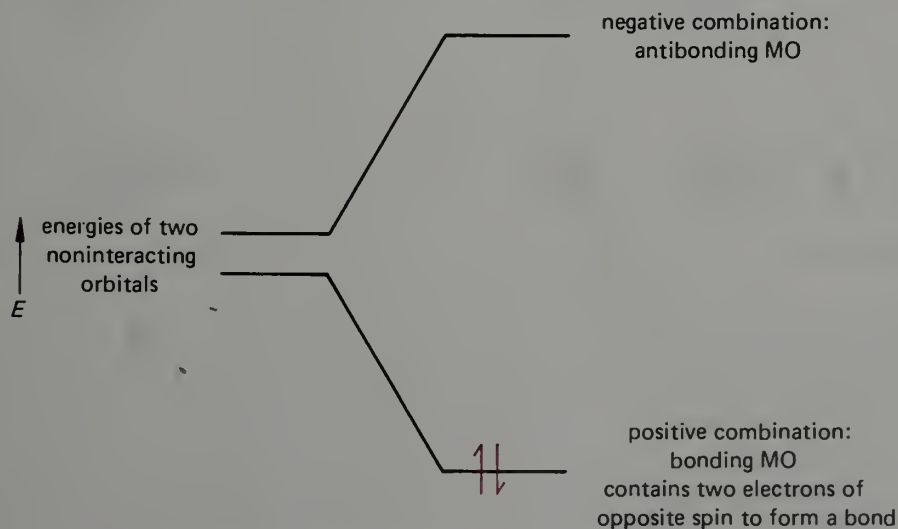 negative combination:
antibonding MO
energies of two
noninteracting
orbitals
E
positive combination:
bonding MO
contains two electrons of
opposite spin to form a bond